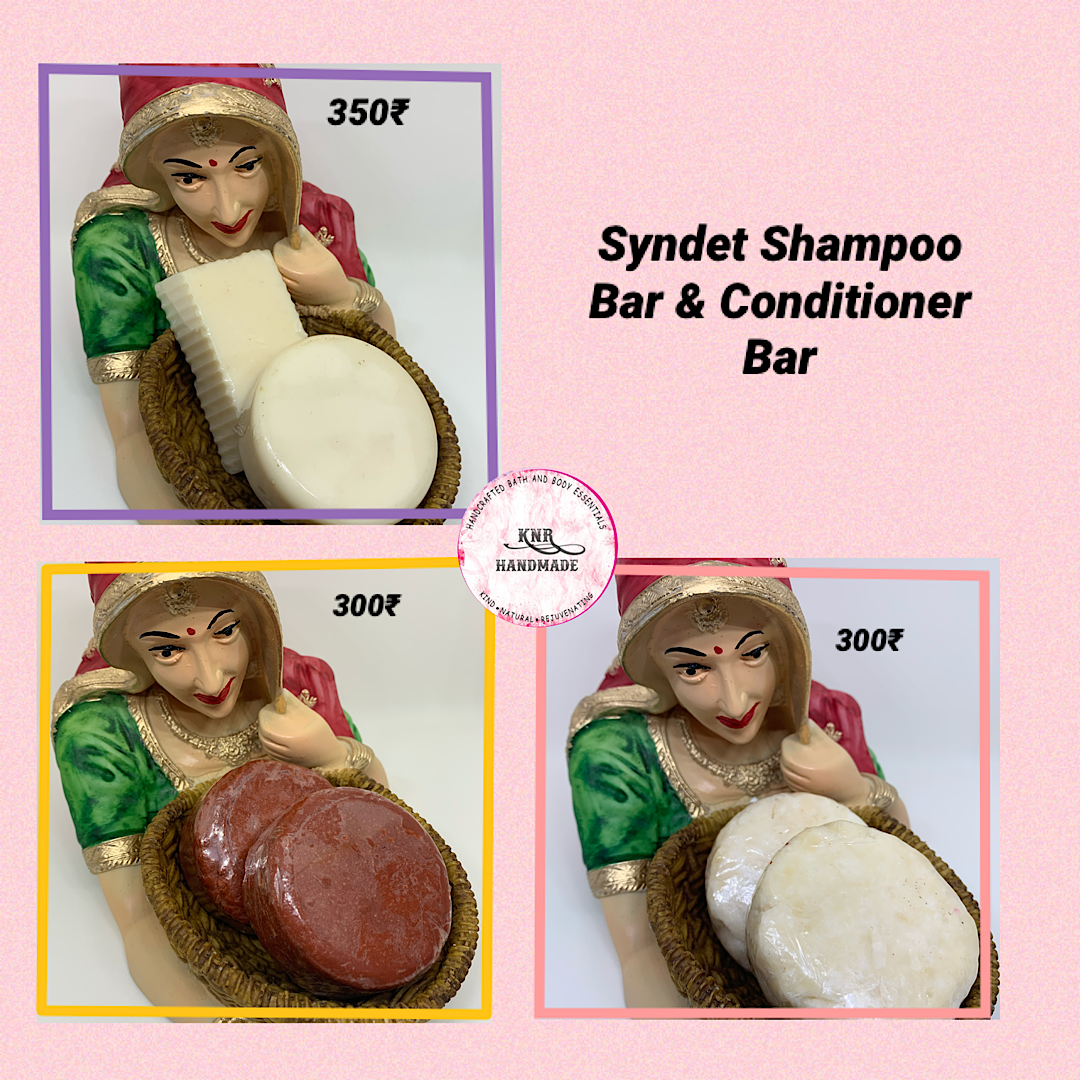 350₹
Syndet Shampoo
Bar & Conditioner
Bar
HANDCRAFTED BATH AND BODY ESSENTIALS
KNR
HANDMADE
KIND★NATURAL★REJUVENATING
300₹
300₹